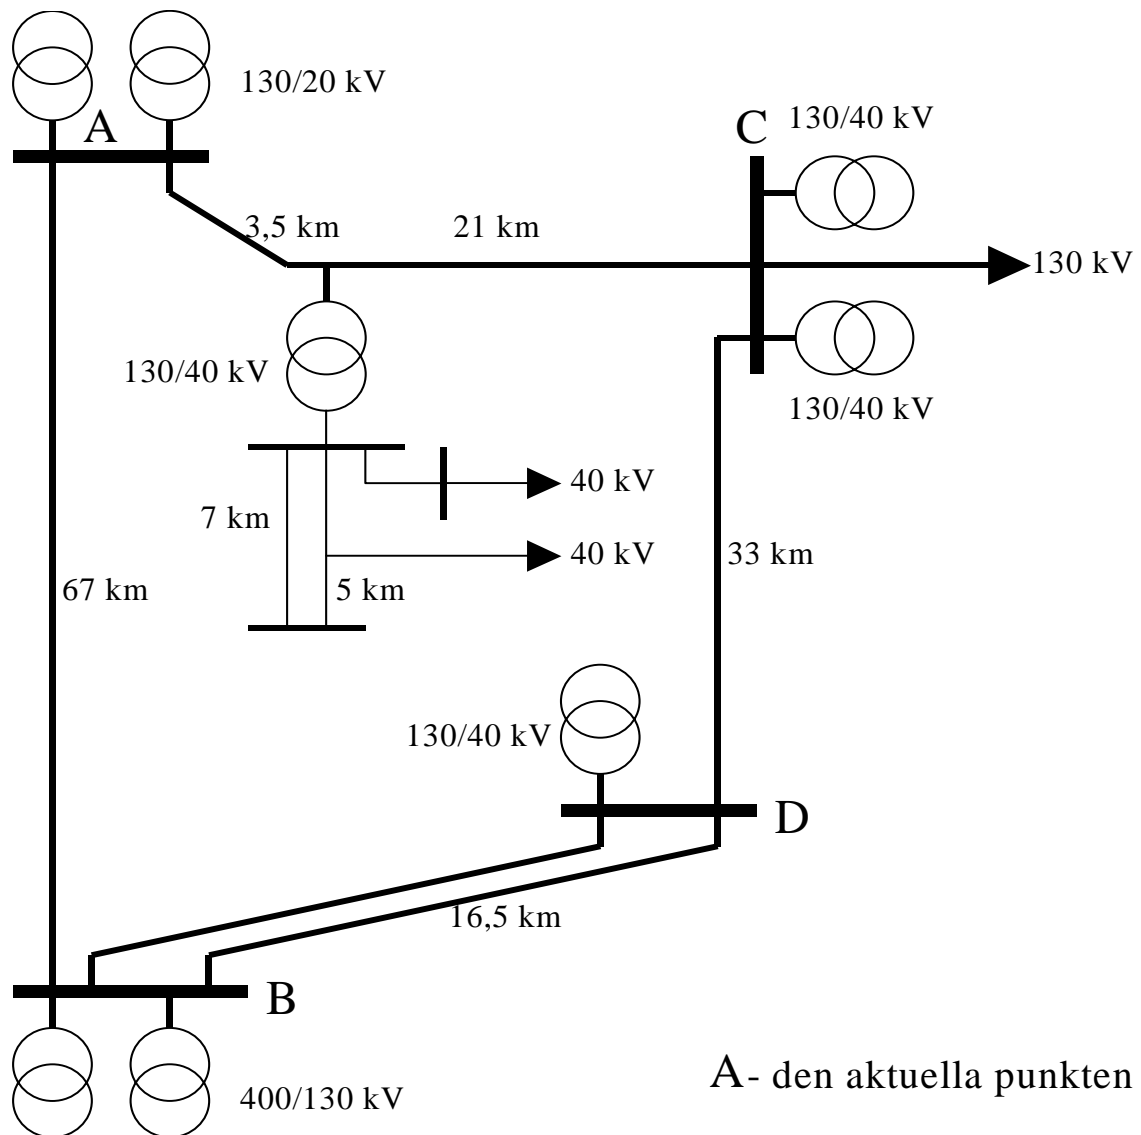 130/20 kV
A
C
130/40 kV
3,5 km
21 km
130 kV
130/40 kV
130/40 kV
40 kV
7 km
40 kV
33 km
67 km
5 km
130/40 kV
D
16,5 km
B
A- den aktuella punkten
400/130 kV